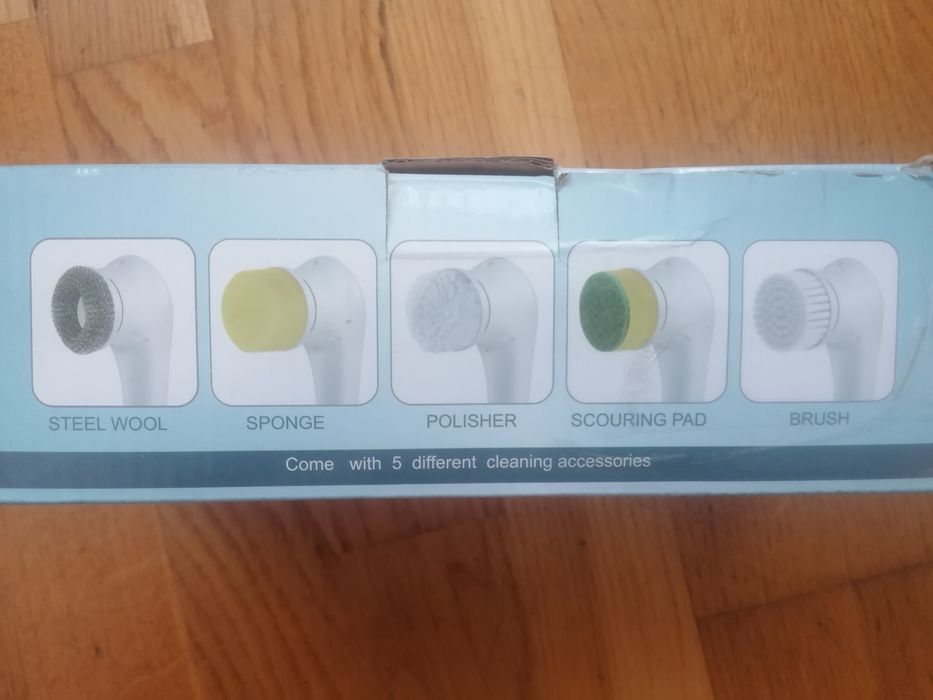 STEEL WOOL SPONGE POLISHER SCOURING PAD BRUSH
Come with 5 different cleaning accessories